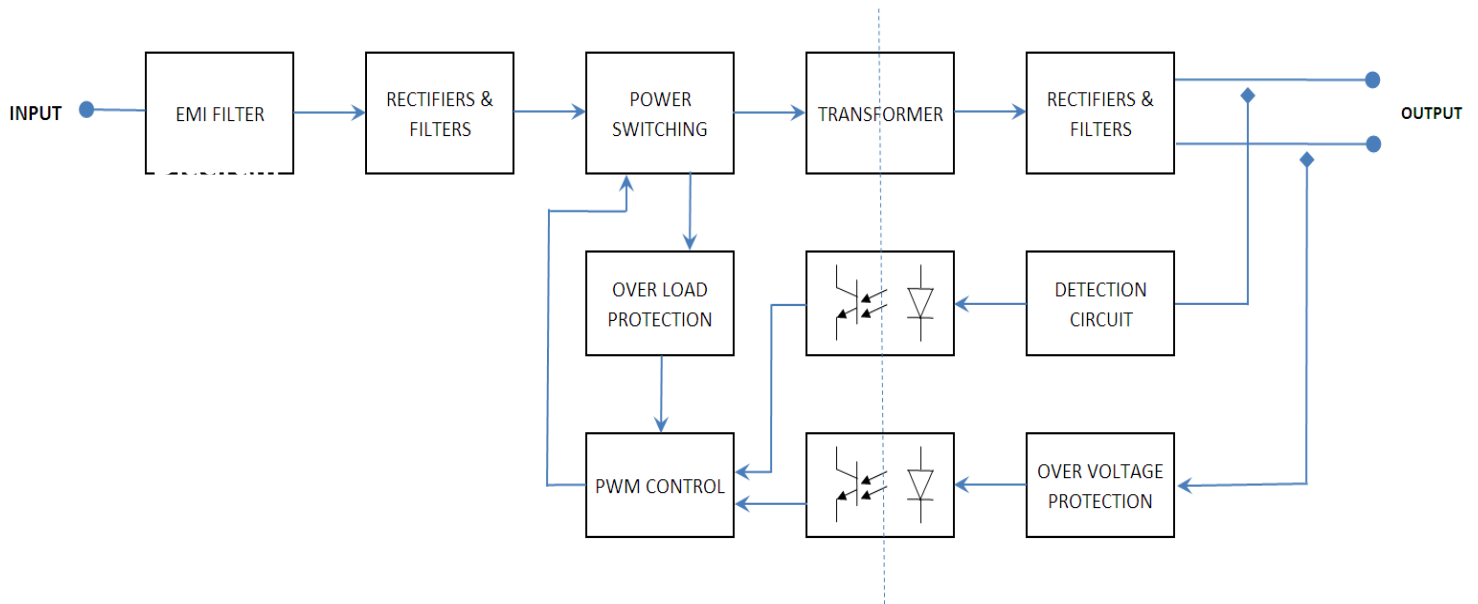 INPUT
EMI FILTER
RECTIFIERS &
FILTERS
POWER
SWITCHING
TRANSFORMER
RECTIFIERS &
FILTERS
OUTPUT
OVER LOAD
PROTECTION
DETECTION
CIRCUIT
PWM CONTROL
OVER VOLTAGE
PROTECTION